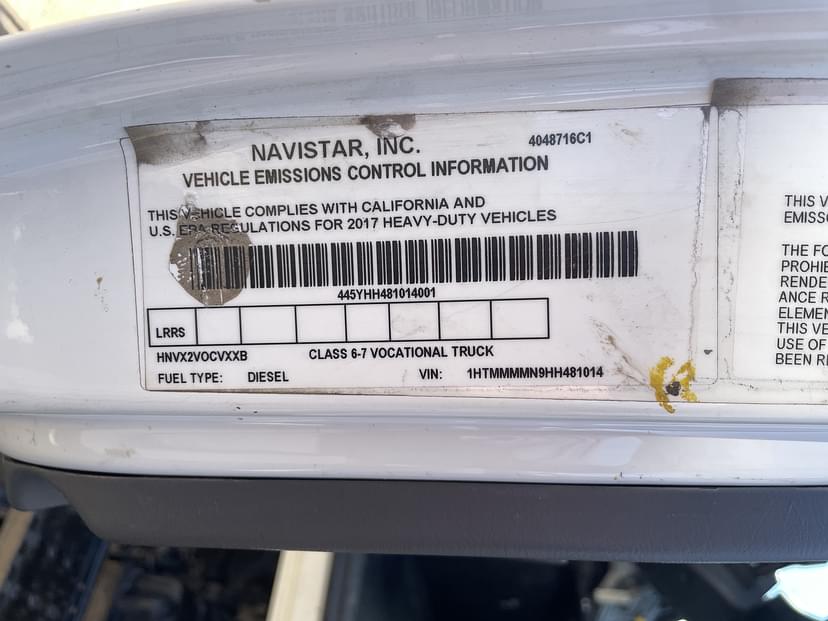 NAVISTAR, INC.
4048716C1
VEHICLE EMISSIONS CONTROL INFORMATION
THIS VEHICLE COMPLIES WITH CALIFORNIA AND
U.S. EPA REGULATIONS FOR 2017 HEAVY-DUTY VEHICLES
445YHH481014001
LRRS
HNVX2VOCVXXB CLASS 6-7 VOCATIONAL TRUCK
FUEL TYPE: DIESEL VIN: 1HTMMMMN9HH481014
THIS V
EMISSO
THE FO
PROHIE
RENDE
ANCE R
ELEMEN
THIS VE
USE OF
BEEN RE